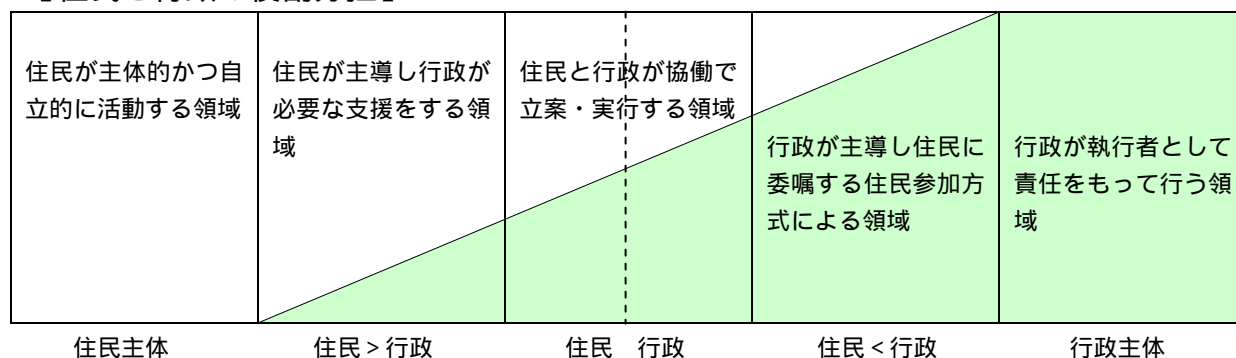 住民が主体的かつ自
立的に活動する領域
住民が主導し行政が
必要な支援をする領
域
住民と行政が協働で
立案・実行する領域
行政が主導し住民に
委嘱する住民参加方
式による領域
行政が執行者として
責任をもって行う領
域
住民主体
住民>行政
住民　行政
住民<行政
行政主体